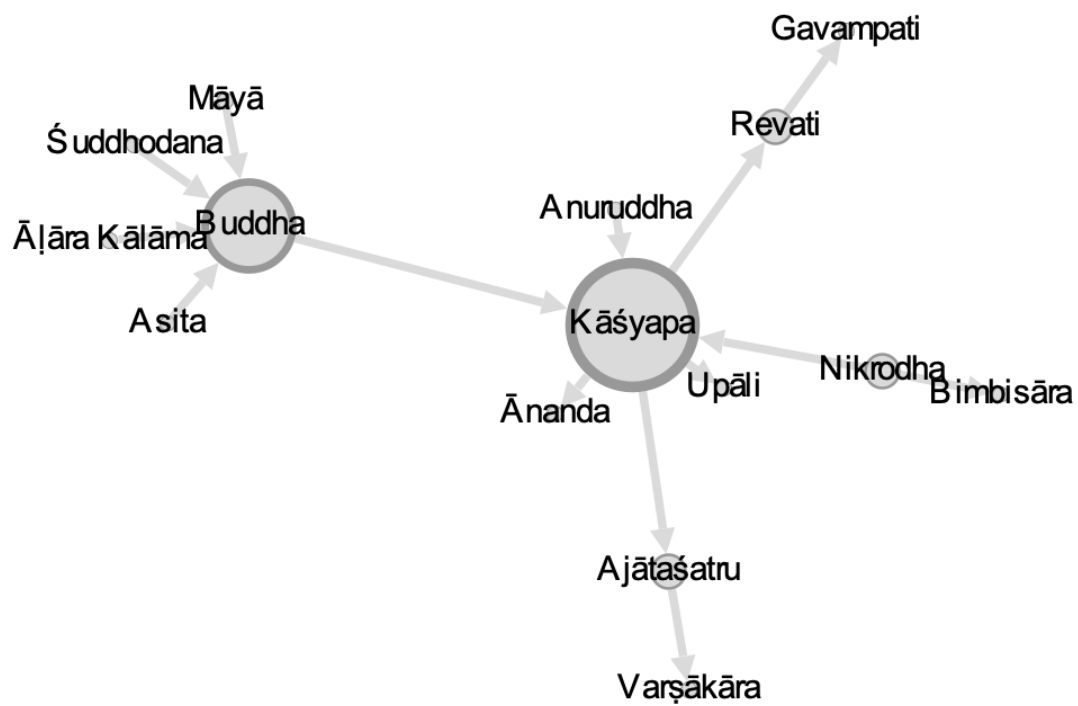 Gavampati
Māyā
Revati
Śuddhodana
Anuruddha
Buddha
Āḷāra Kālāma
Asita
Kāśyapa
Nikrodha
Upāli
Bimbisāra
Ānanda
Ajātaśatru
Varṣākāra